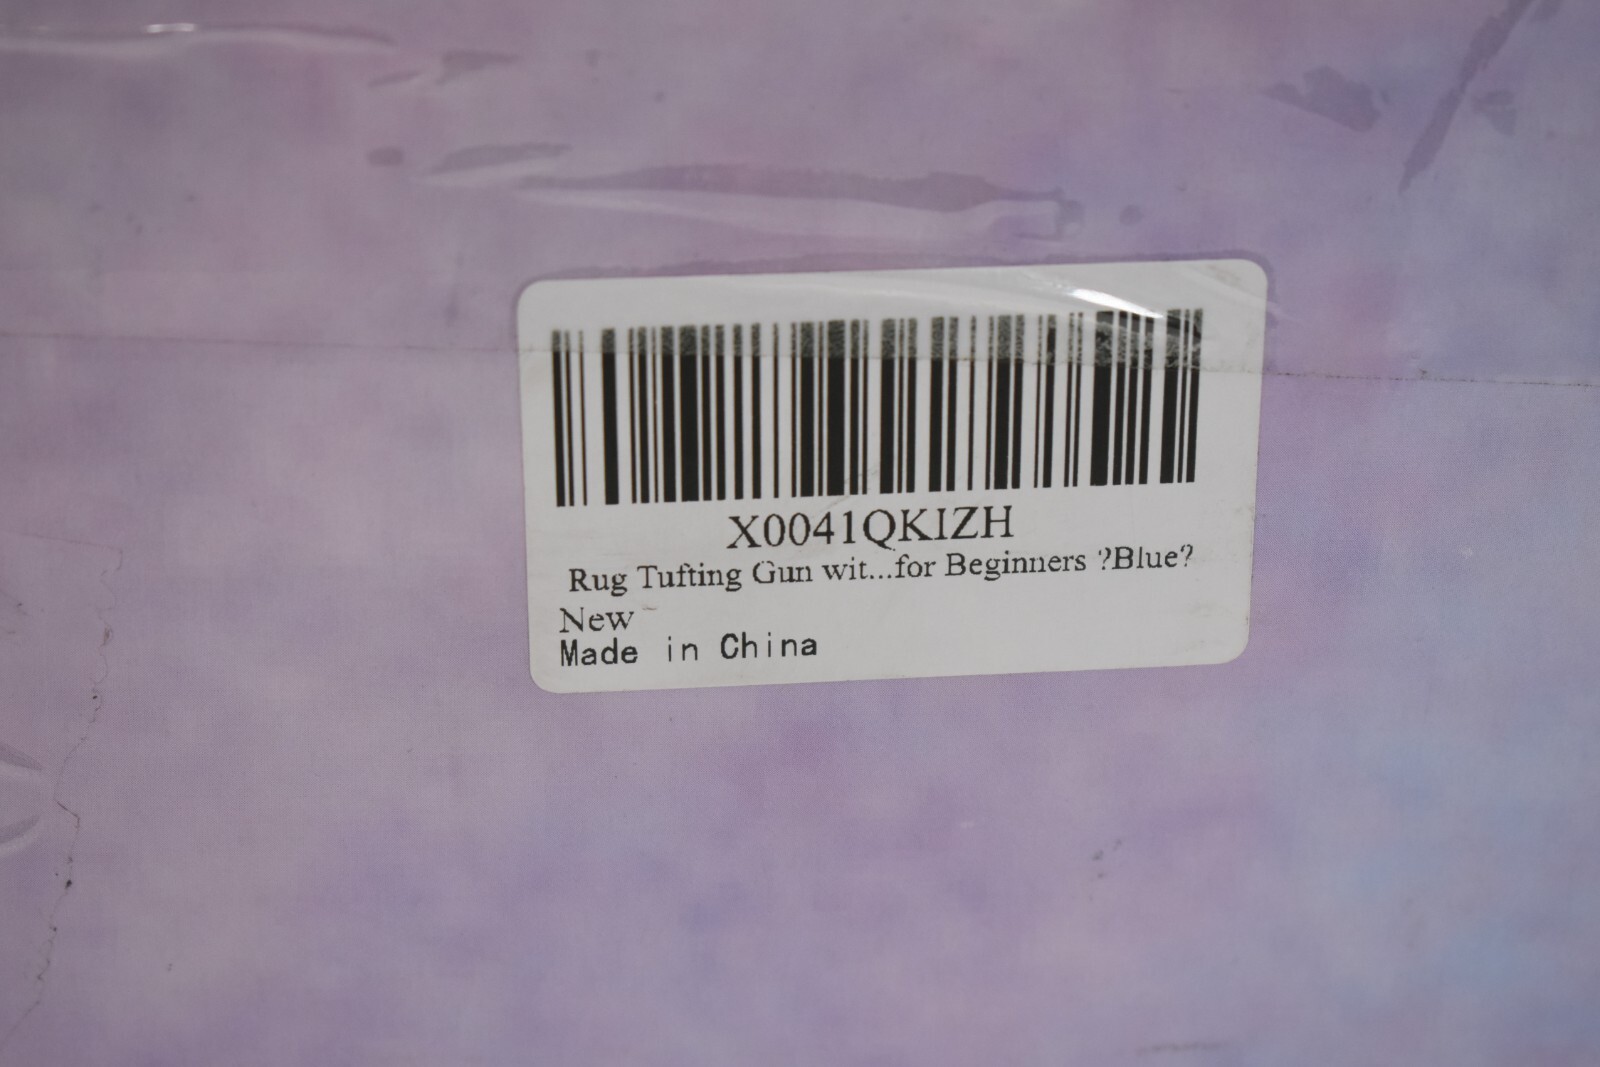 X0041QKIZH
Rug Tufting Gun wit...for Beginners ?Blue?
New
Made in China